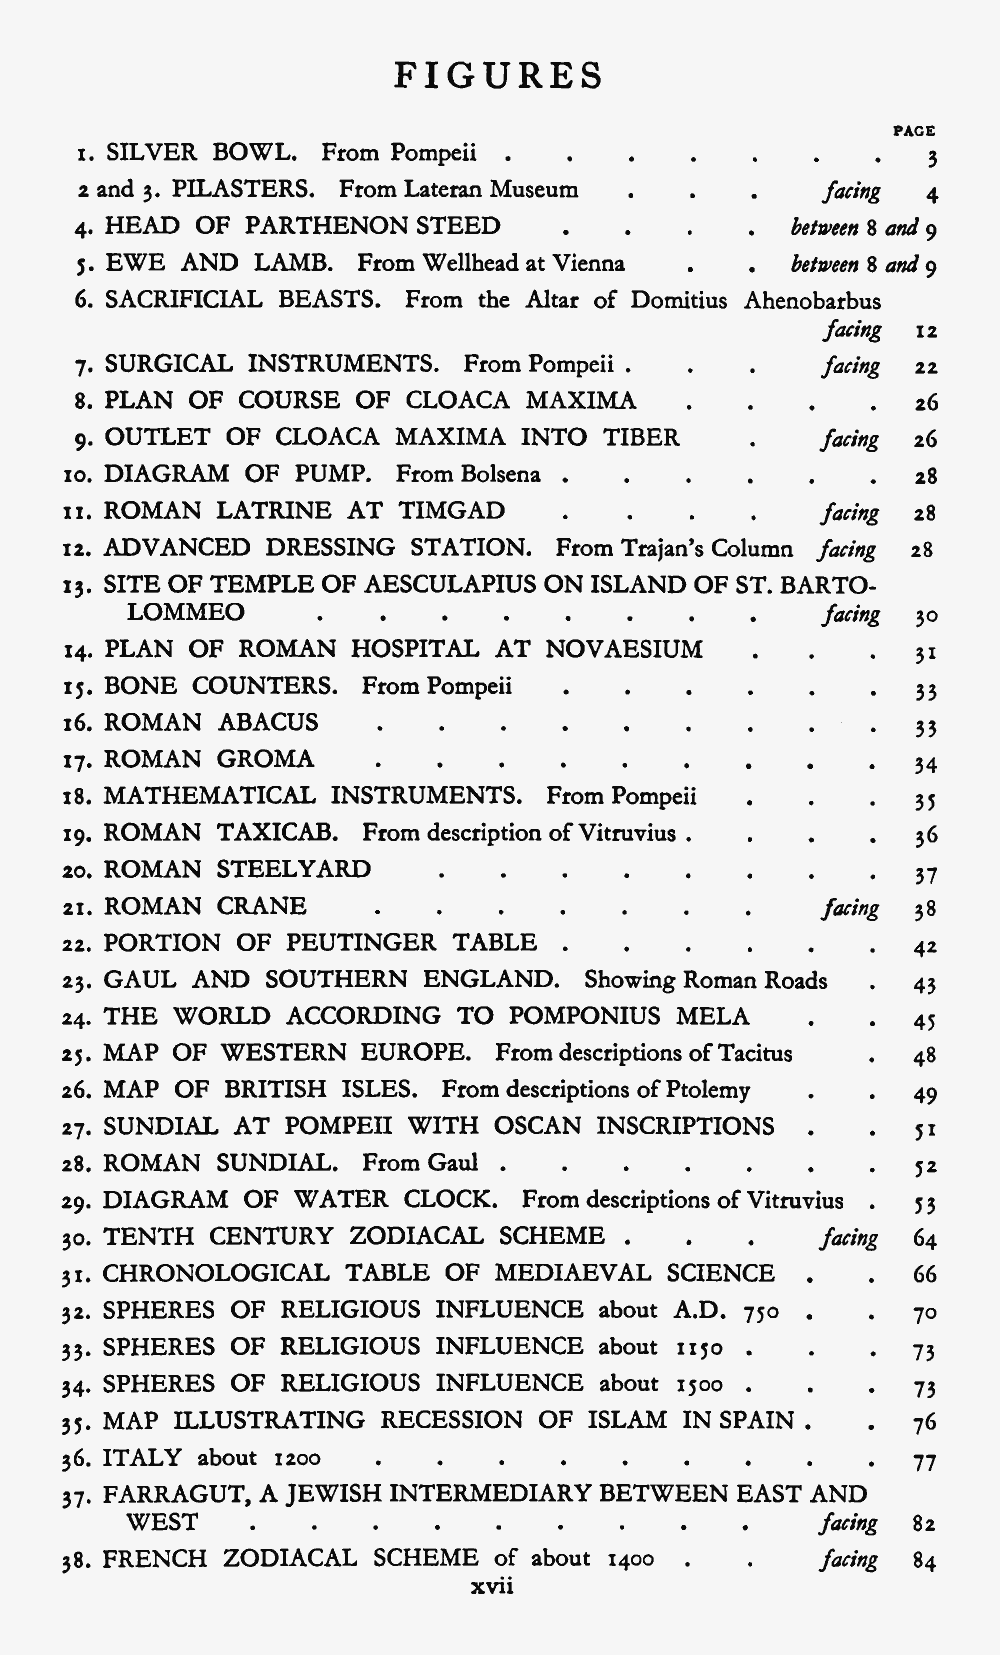 FIGURES
PAGE
1. SILVER BOWL. From Pompeii . . . . . . . 3
2 and 3. PILASTERS. From Lateran Museum . . . facing 4
4. HEAD OF PARTHENON STEED . . . . between 8 and 9
5. EWE AND LAMB. From Wellhead at Vienna . . between 8 and 9
6. SACRIFICIAL BEASTS. From the Altar of Domitius Ahenobarbus
facing 12
7. SURGICAL INSTRUMENTS. From Pompeii . . . facing 22
8. PLAN OF COURSE OF CLOACA MAXIMA . . . . 26
9. OUTLET OF CLOACA MAXIMA INTO TIBER . facing 26
10. DIAGRAM OF PUMP. From Bolsena . . . . . . 28
11. ROMAN LATRINE AT TIMGAD . . . . facing 28
12. ADVANCED DRESSING STATION. From Trajan's Column facing 28
13. SITE OF TEMPLE OF AESCULAPIUS ON ISLAND OF ST. BARTO-
LOMMEO . . . . . . . . facing 30
14. PLAN OF ROMAN HOSPITAL AT NOVAESIUM . . . 31
15. BONE COUNTERS. From Pompeii . . . . . . 33
16. ROMAN ABACUS . . . . . . . . . 33
17. ROMAN GROMA . . . . . . . . . 34
18. MATHEMATICAL INSTRUMENTS. From Pompeii . . . 35
19. ROMAN TAXICAB. From description of Vitruvius . . . . 36
20. ROMAN STEELYARD . . . . . . . . 37
21. ROMAN CRANE . . . . . . . facing 38
22. PORTION OF PEUTINGER TABLE . . . . . . 42
23. GAUL AND SOUTHERN ENGLAND. Showing Roman Roads . 43
24. THE WORLD ACCORDING TO POMPONIUS MELA . . 45
25. MAP OF WESTERN EUROPE. From descriptions of Tacitus . 48
26. MAP OF BRITISH ISLES. From descriptions of Ptolemy . . 49
27. SUNDIAL AT POMPEII WITH OSCAN INSCRIPTIONS . . 51
28. ROMAN SUNDIAL. From Gaul . . . . . . . 52
29. DIAGRAM OF WATER CLOCK. From descriptions of Vitruvius . 53
30. TENTH CENTURY ZODIACAL SCHEME . . . facing 64
31. CHRONOLOGICAL TABLE OF MEDIAEVAL SCIENCE . . 66
32. SPHERES OF RELIGIOUS INFLUENCE about A.D. 750 . . 70
33. SPHERES OF RELIGIOUS INFLUENCE about 1150 . . . 73
34. SPHERES OF RELIGIOUS INFLUENCE about 1500 . . . 73
35. MAP ILLUSTRATING RECESSION OF ISLAM IN SPAIN . . 76
36. ITALY about 1200 . . . . . . . . . 77
37. FARRAGUT, A JEWISH INTERMEDIARY BETWEEN EAST AND
WEST . . . . . . . . . facing 82
38. FRENCH ZODIACAL SCHEME of about 1400 . . facing 84
xvii